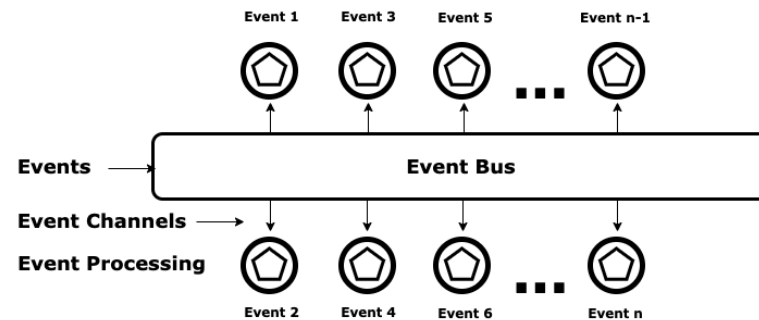 Event 1 Event 3 Event 5 Event n-1
Events
Event Bus
Event Channels
Event Processing
Event 2 Event 4 Event 6 Event n